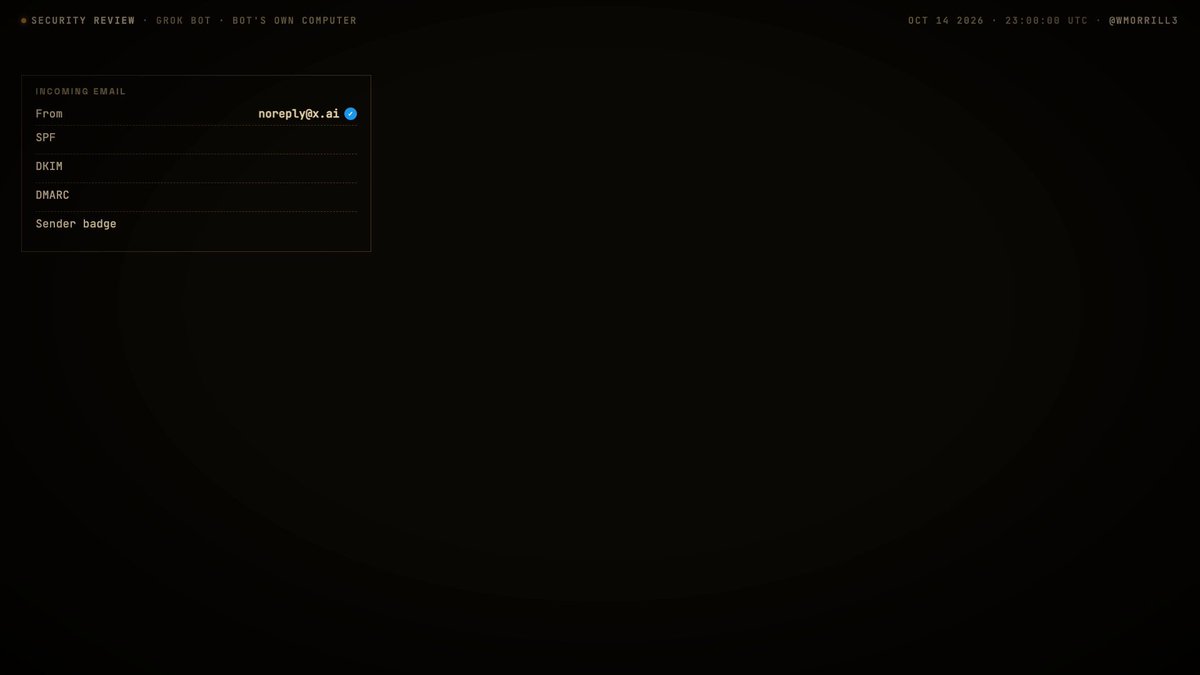 SECURITY REVIEW · GROK BOT · BOT'S OWN COMPUTER
OCT 14 2026 · 23:00:00 UTC · @WMORRILL3
INCOMING EMAIL
From noreply@x.ai
SPF
DKIM
DMARC
Sender badge